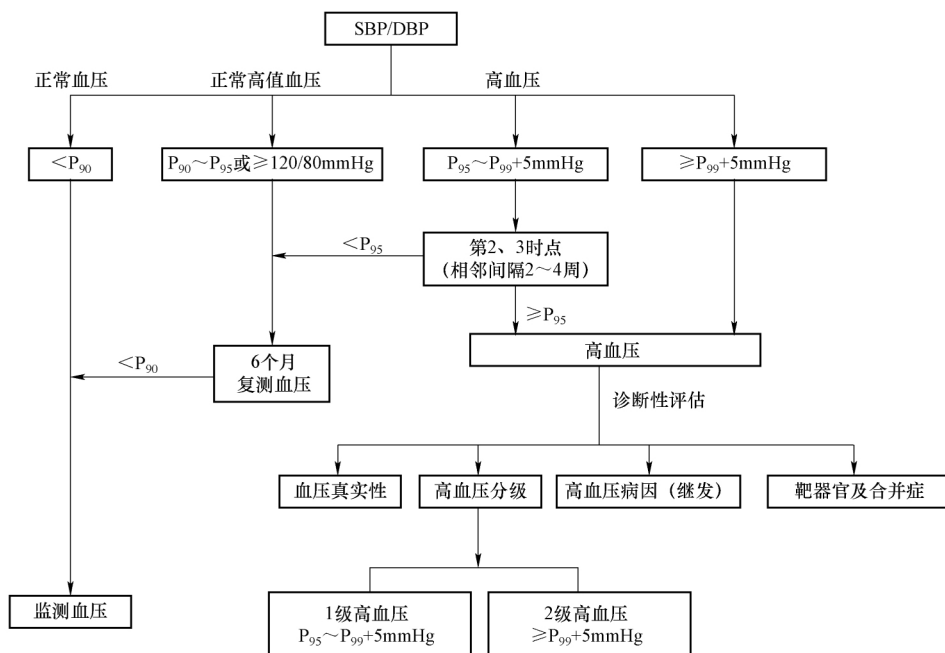 SBP/DBP
正常血压
正常高值血压
高血压
＜P₉₀
P₉₀～P₉₅或≥120/80mmHg
P₉₅～P₉₉+5mmHg
≥P₉₉+5mmHg
＜P₉₅
第2、3时点
（相邻间隔2～4周）
≥P₉₅
＜P₉₀
6个月
复测血压
高血压
诊断性评估
血压真实性
高血压分级
高血压病因（继发）
靶器官及合并症
监测血压
1级高血压
P₉₅～P₉₉+5mmHg
2级高血压
≥P₉₉+5mmHg